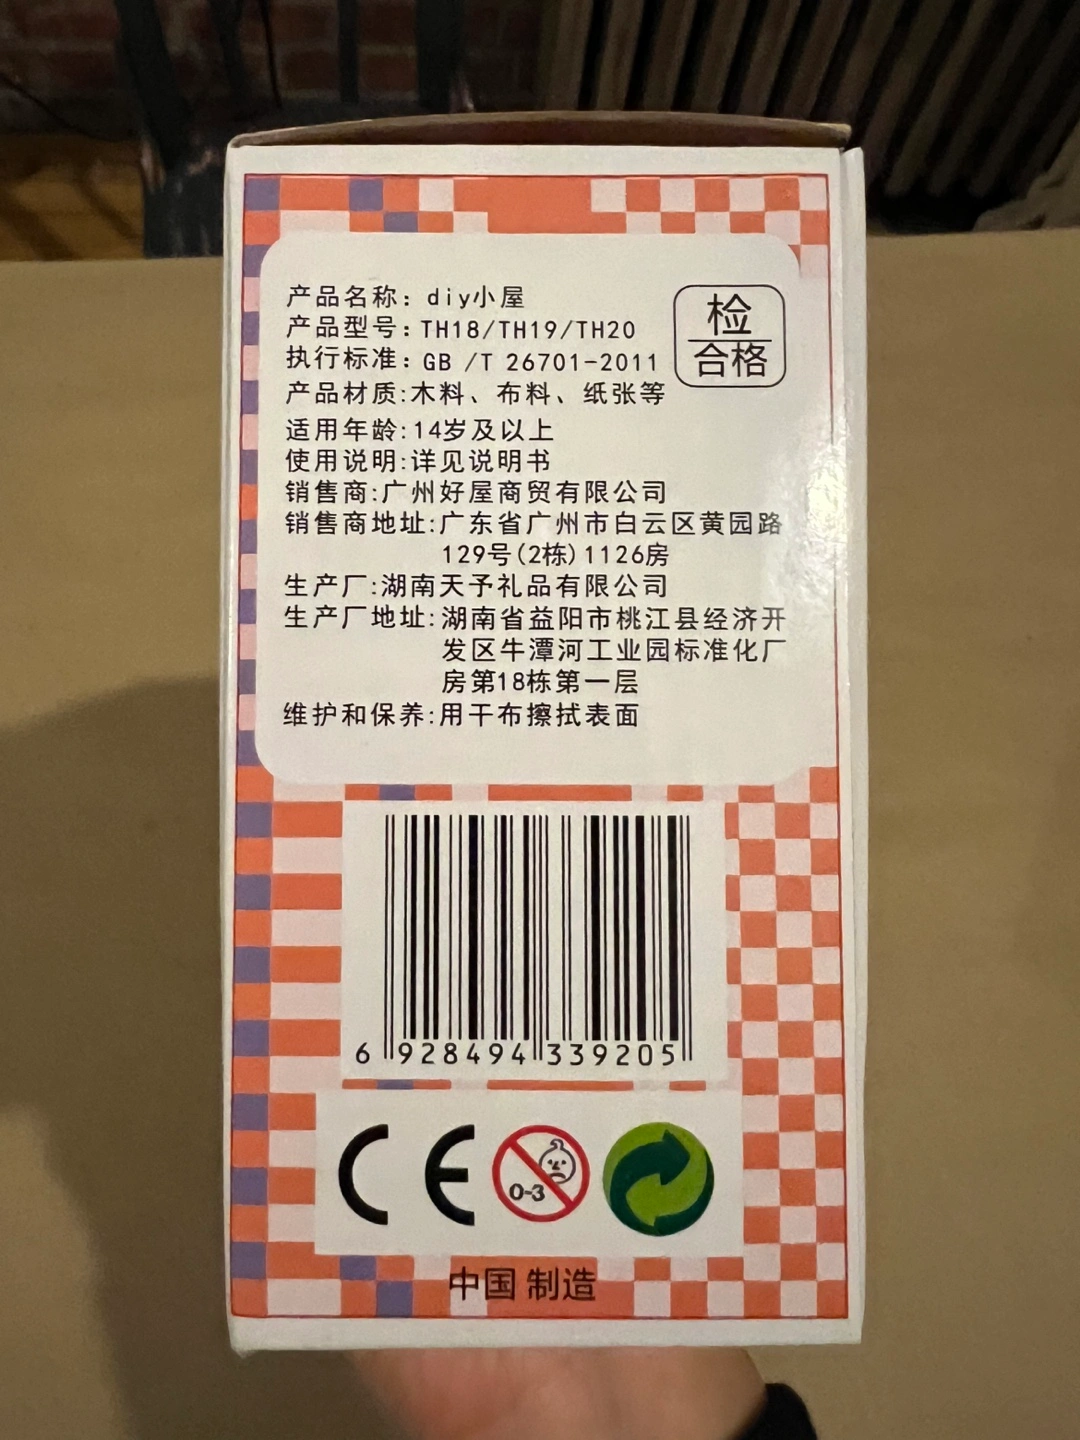 产品名称：diy小屋
产品型号：TH18/TH19/TH20
执行标准：GB /T 26701-2011
检
合格
产品材质:木料、布料、纸张等
适用年龄:14岁及以上
使用说明:详见说明书
销售商:广州好屋商贸有限公司
销售商地址:广东省广州市白云区黄园路
129号(2栋)1126房
生产厂:湖南天予礼品有限公司
生产厂地址:湖南省益阳市桃江县经济开
发区牛潭河工业园标准化厂
房第18栋第一层
维护和保养:用干布擦拭表面
6 928494 339205
CE
0-3
中国 制造